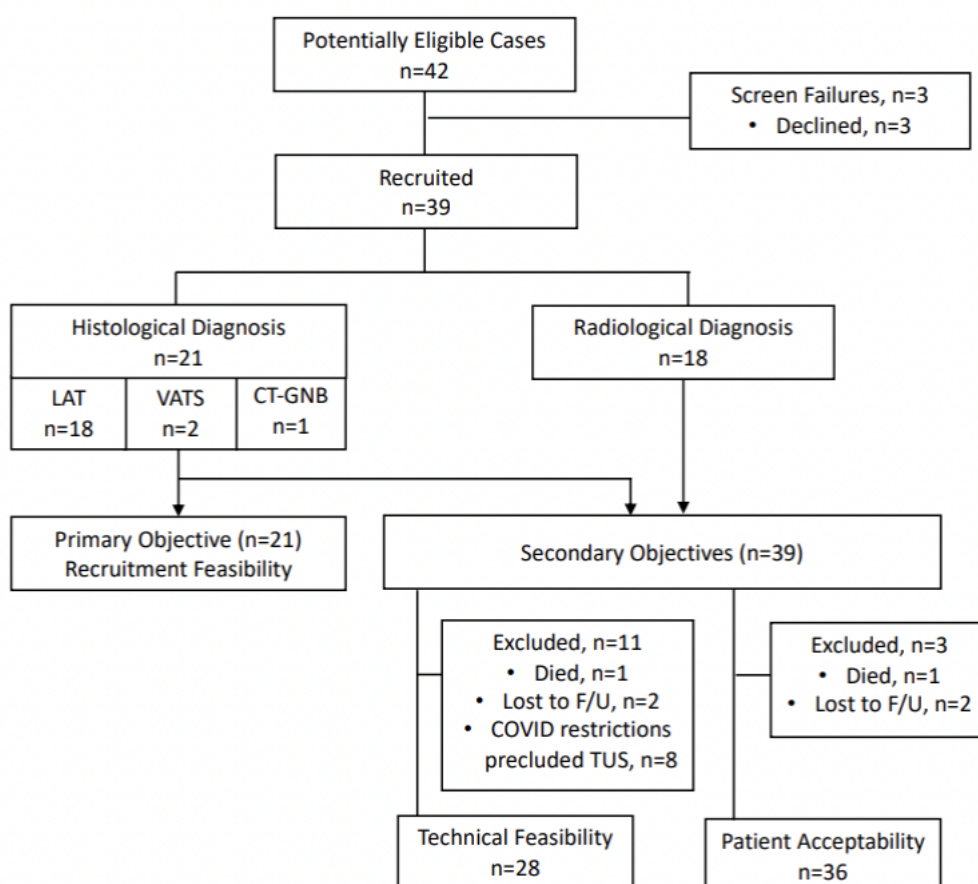 Potentially Eligible Cases
n=42
Screen Failures, n=3
• Declined, n=3
Recruited
n=39
Histological Diagnosis
n=21
LAT
n=18
VATS
n=2
CT-GNB
n=1
Radiological Diagnosis
n=18
Primary Objective (n=21)
Recruitment Feasibility
Secondary Objectives (n=39)
Excluded, n=11
• Died, n=1
• Lost to F/U, n=2
• COVID restrictions
precluded TUS, n=8
Excluded, n=3
• Died, n=1
• Lost to F/U, n=2
Technical Feasibility
n=28
Patient Acceptability
n=36